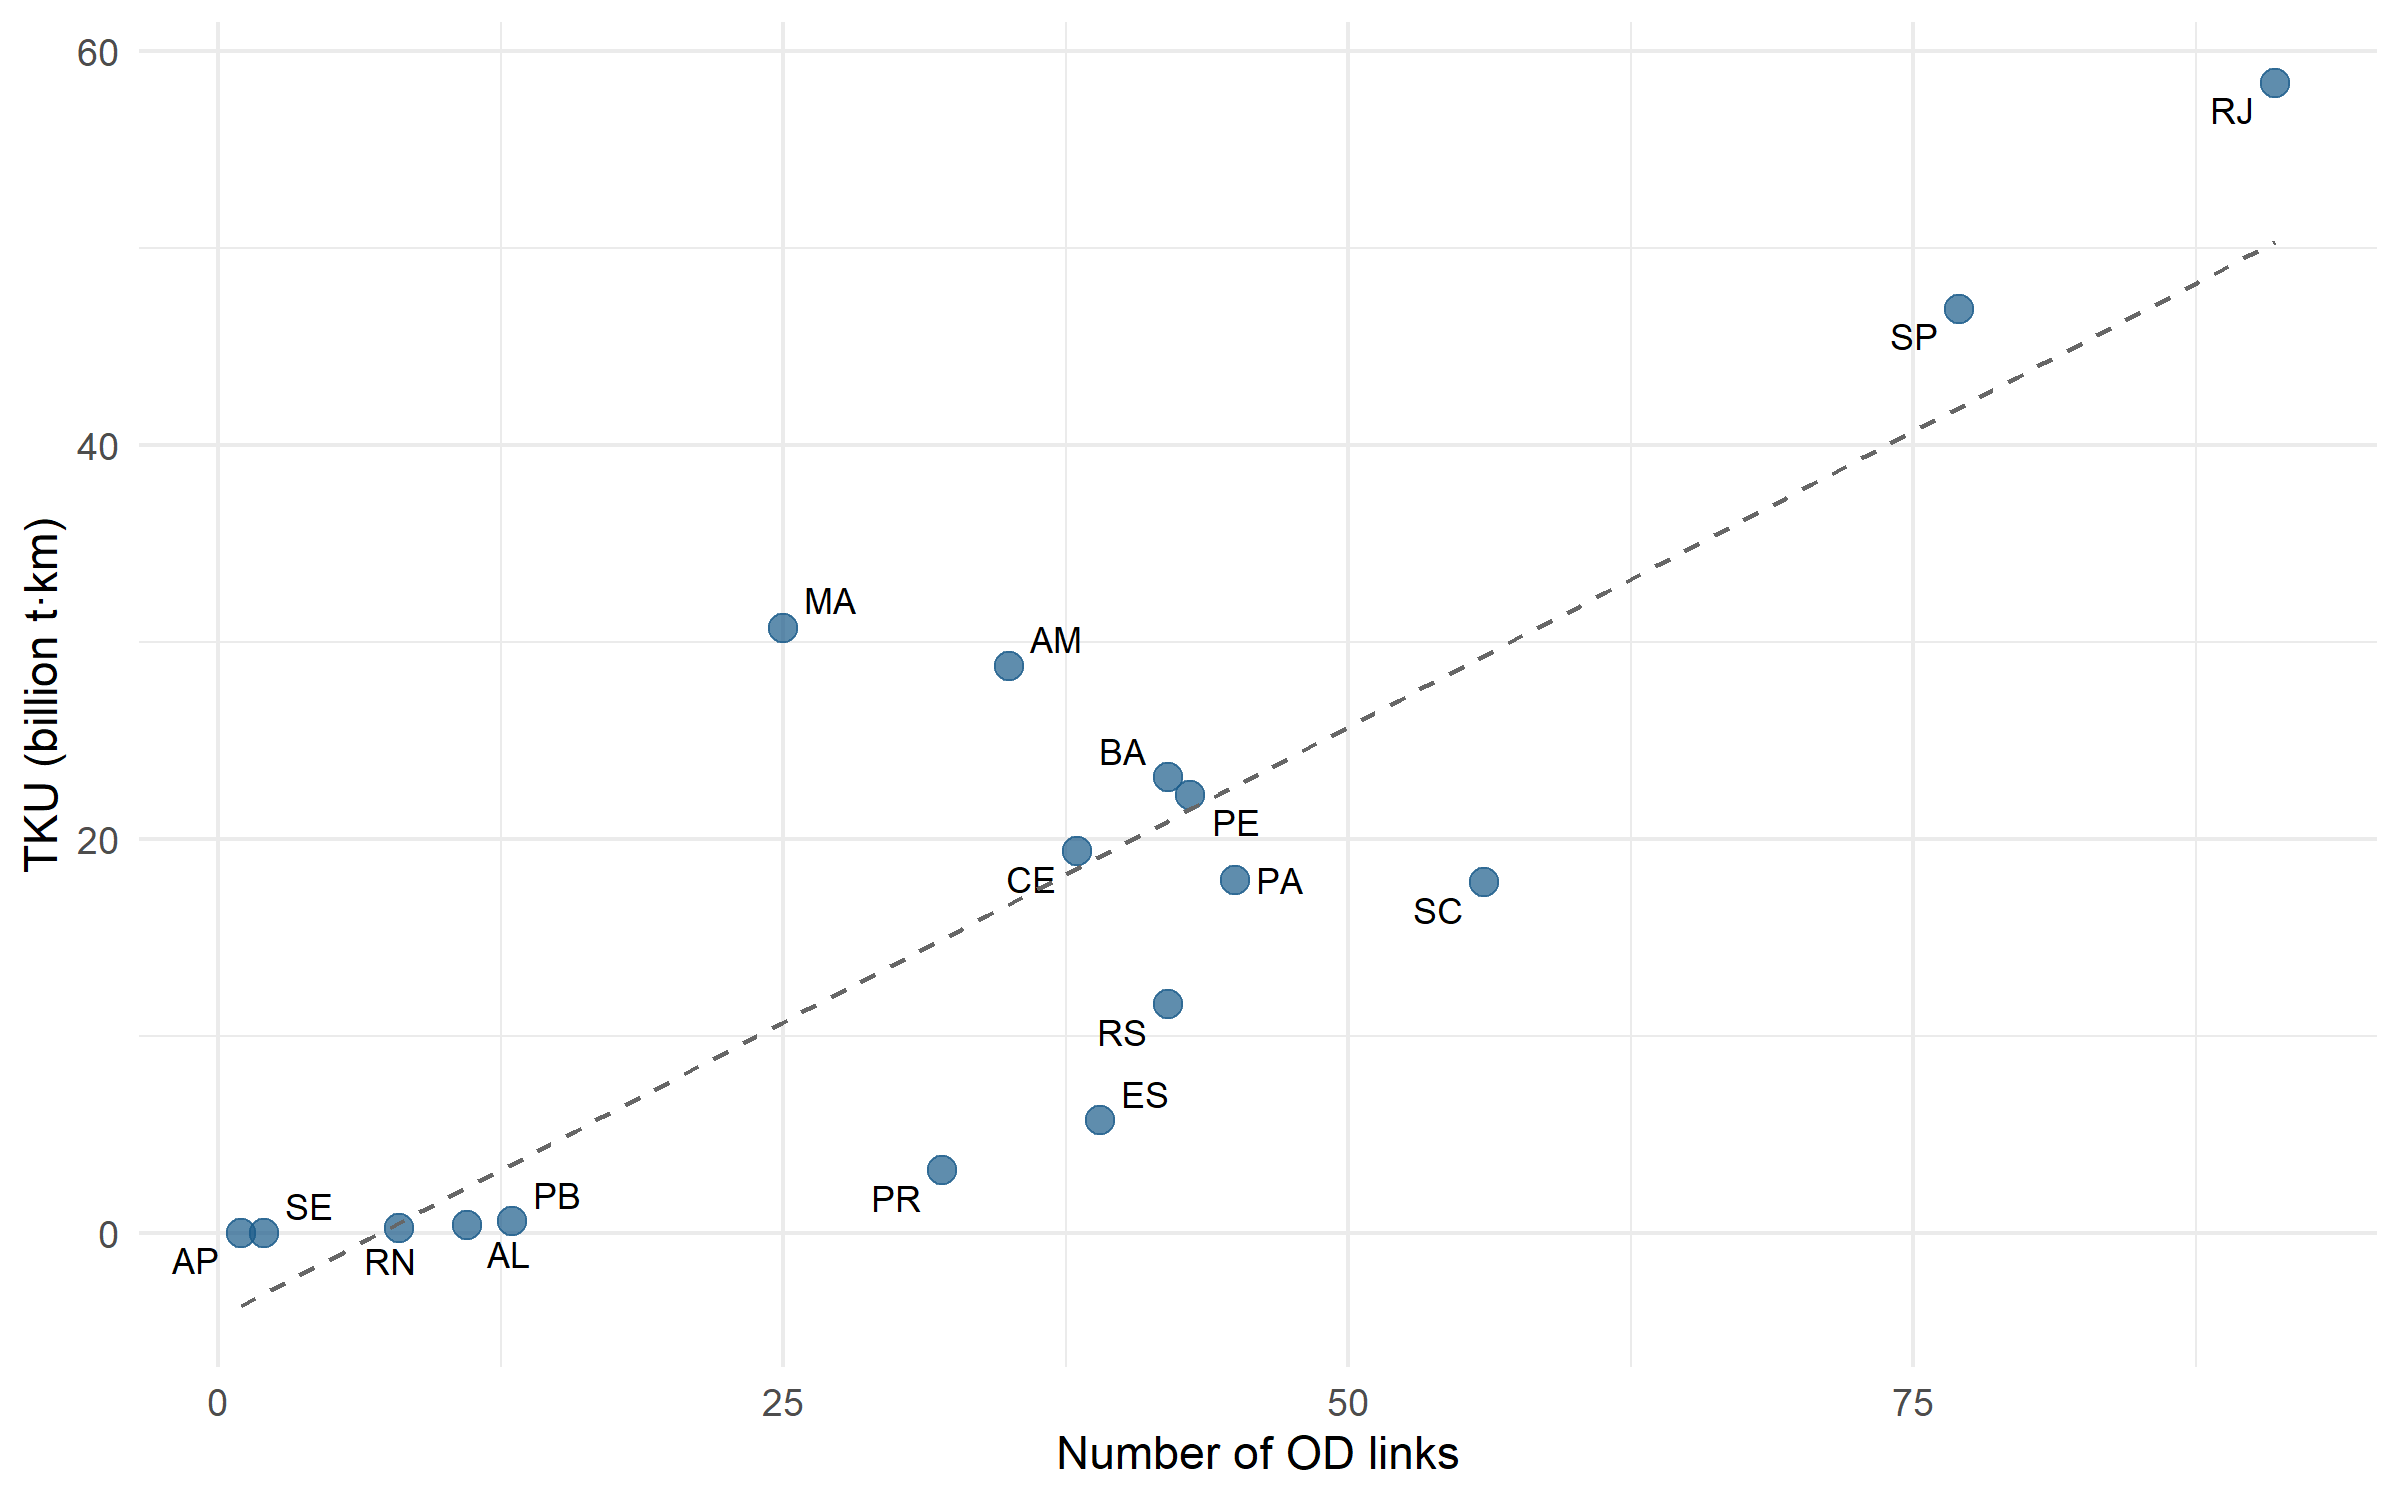 60
RJ
SP
40
MA
AM
BA
PE
20
CE
PA
SC
RS
ES
PR
PB
SE
0
AP
RN
AL
0
25
50
75
Number of OD links
TKU (billion t·km)